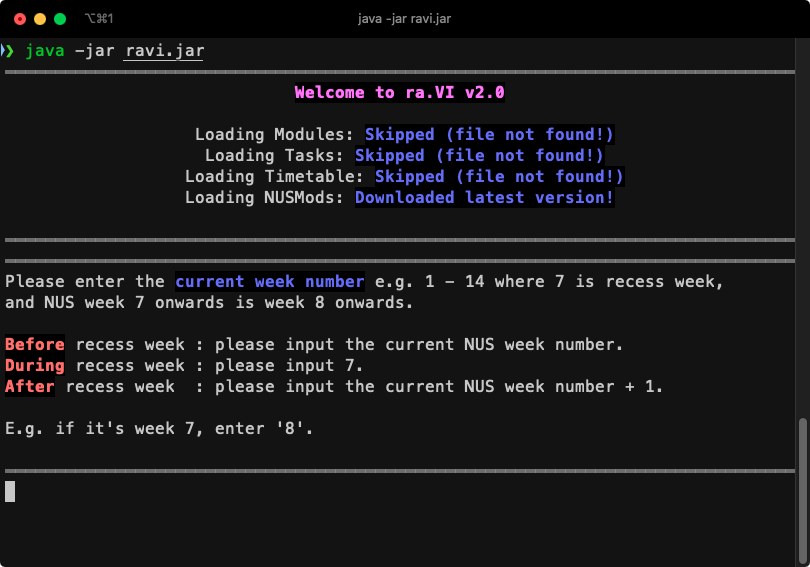 ⌥⌘1
java -jar ravi.jar
❯ java -jar ravi.jar
Welcome to ra.VI v2.0
Loading Modules: Skipped (file not found!)
Loading Tasks: Skipped (file not found!)
Loading Timetable: Skipped (file not found!)
Loading NUSMods: Downloaded latest version!
Please enter the current week number e.g. 1 - 14 where 7 is recess week,
and NUS week 7 onwards is week 8 onwards.
Before recess week : please input the current NUS week number.
During recess week : please input 7.
After recess week  : please input the current NUS week number + 1.
E.g. if it's week 7, enter '8'.